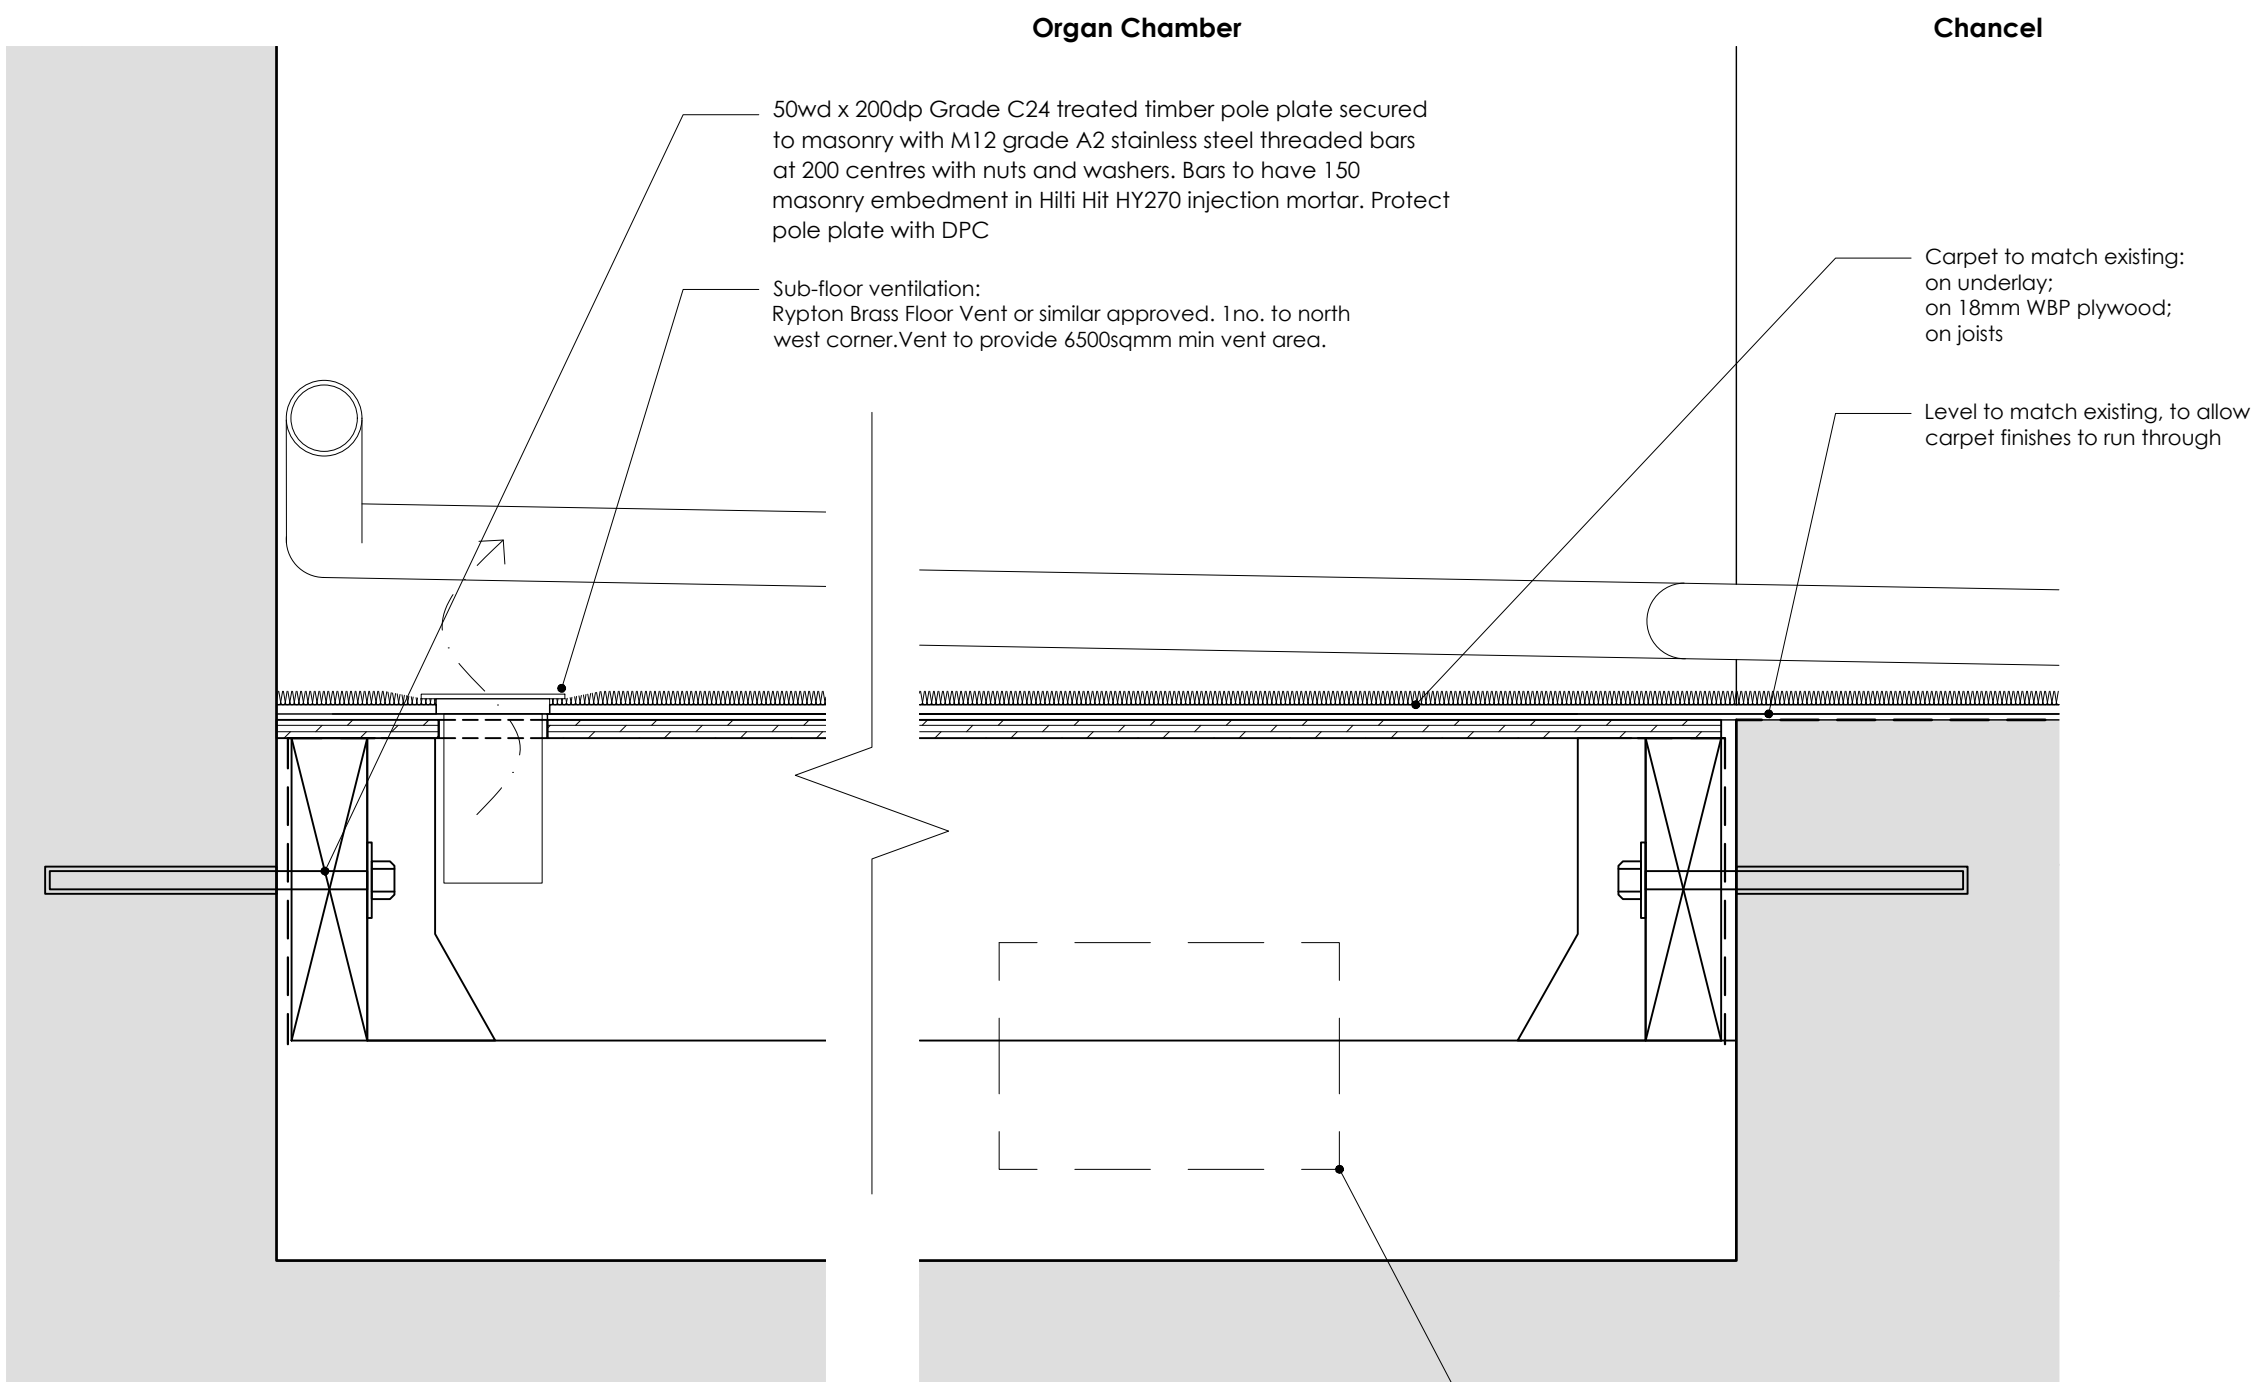 Organ Chamber
Chancel
50wd x 200dp Grade C24 treated timber pole plate secured
to masonry with M12 grade A2 stainless steel threaded bars
at 200 centres with nuts and washers. Bars to have 150
masonry embedment in Hilti Hit HY270 injection mortar. Protect
pole plate with DPC
Sub-floor ventilation:
Rypton Brass Floor Vent or similar approved. 1no. to north
west corner.Vent to provide 6500sqmm min vent area.
Carpet to match existing:
on underlay;
on 18mm WBP plywood;
on joists
Level to match existing, to allow
carpet finishes to run through